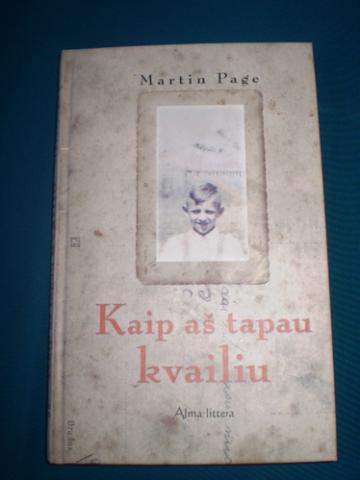 Martin Page
Kaip aš tapau
kvailiu
Alma littera